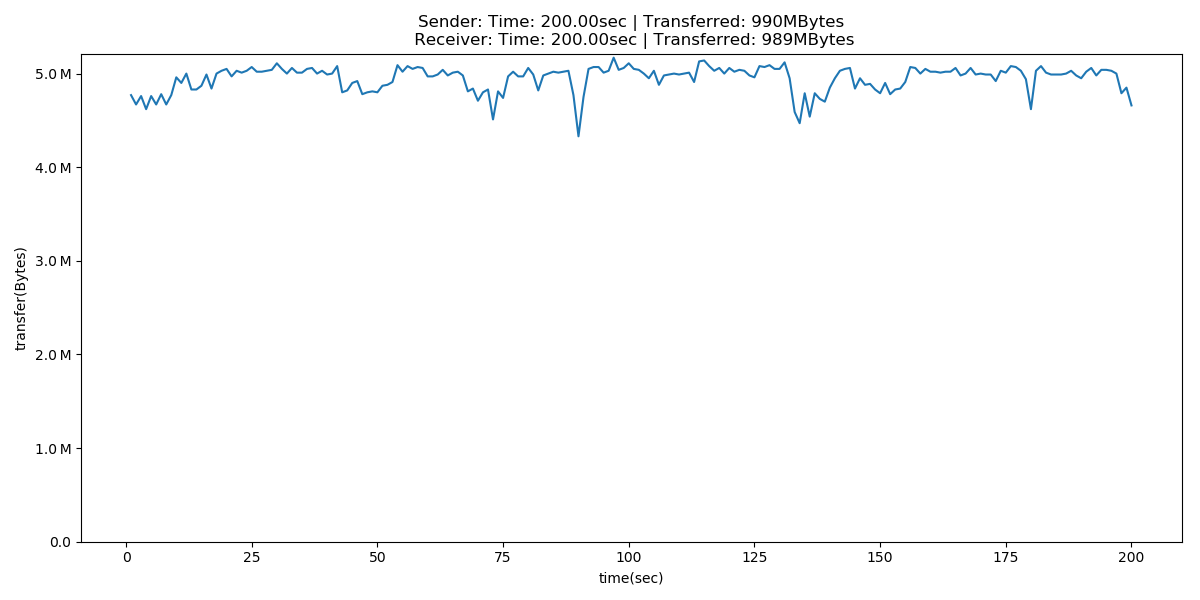 Sender: Time: 200.00sec | Transferred: 990MBytes
Receiver: Time: 200.00sec | Transferred: 989MBytes
transfer(Bytes)
5.0 M
4.0 M
3.0 M
2.0 M
1.0 M
0.0
0 25 50 75 100 125 150 175 200
time(sec)